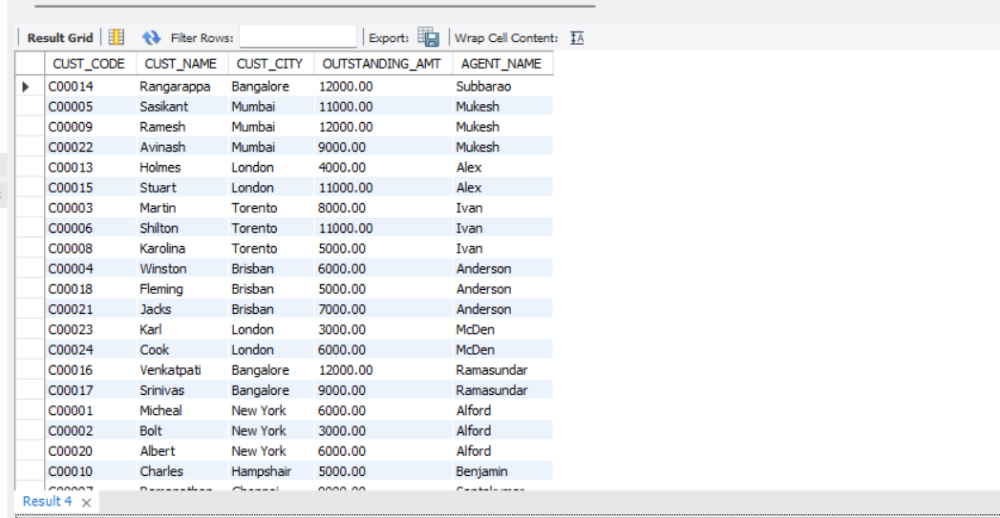 Result Grid Filter Rows: Export: Wrap Cell Content:
CUST_CODE CUST_NAME CUST_CITY OUTSTANDING_AMT AGENT_NAME
C00014 Rangarappa Bangalore 12000.00 Subbarao
C00005 Sasikant Mumbai 11000.00 Mukesh
C00009 Ramesh Mumbai 12000.00 Mukesh
C00022 Avinash Mumbai 9000.00 Mukesh
C00013 Holmes London 4000.00 Alex
C00015 Stuart London 11000.00 Alex
C00003 Martin Torento 8000.00 Ivan
C00006 Shilton Torento 11000.00 Ivan
C00008 Karolina Torento 5000.00 Ivan
C00004 Winston Brisban 6000.00 Anderson
C00018 Fleming Brisban 5000.00 Anderson
C00021 Jacks Brisban 7000.00 Anderson
C00023 Karl London 3000.00 McDen
C00024 Cook London 6000.00 McDen
C00016 Venkatpati Bangalore 12000.00 Ramasundar
C00017 Srinivas Bangalore 9000.00 Ramasundar
C00001 Micheal New York 6000.00 Alford
C00002 Bolt New York 3000.00 Alford
C00020 Albert New York 6000.00 Alford
C00010 Charles Hampshair 5000.00 Benjamin
Result 4